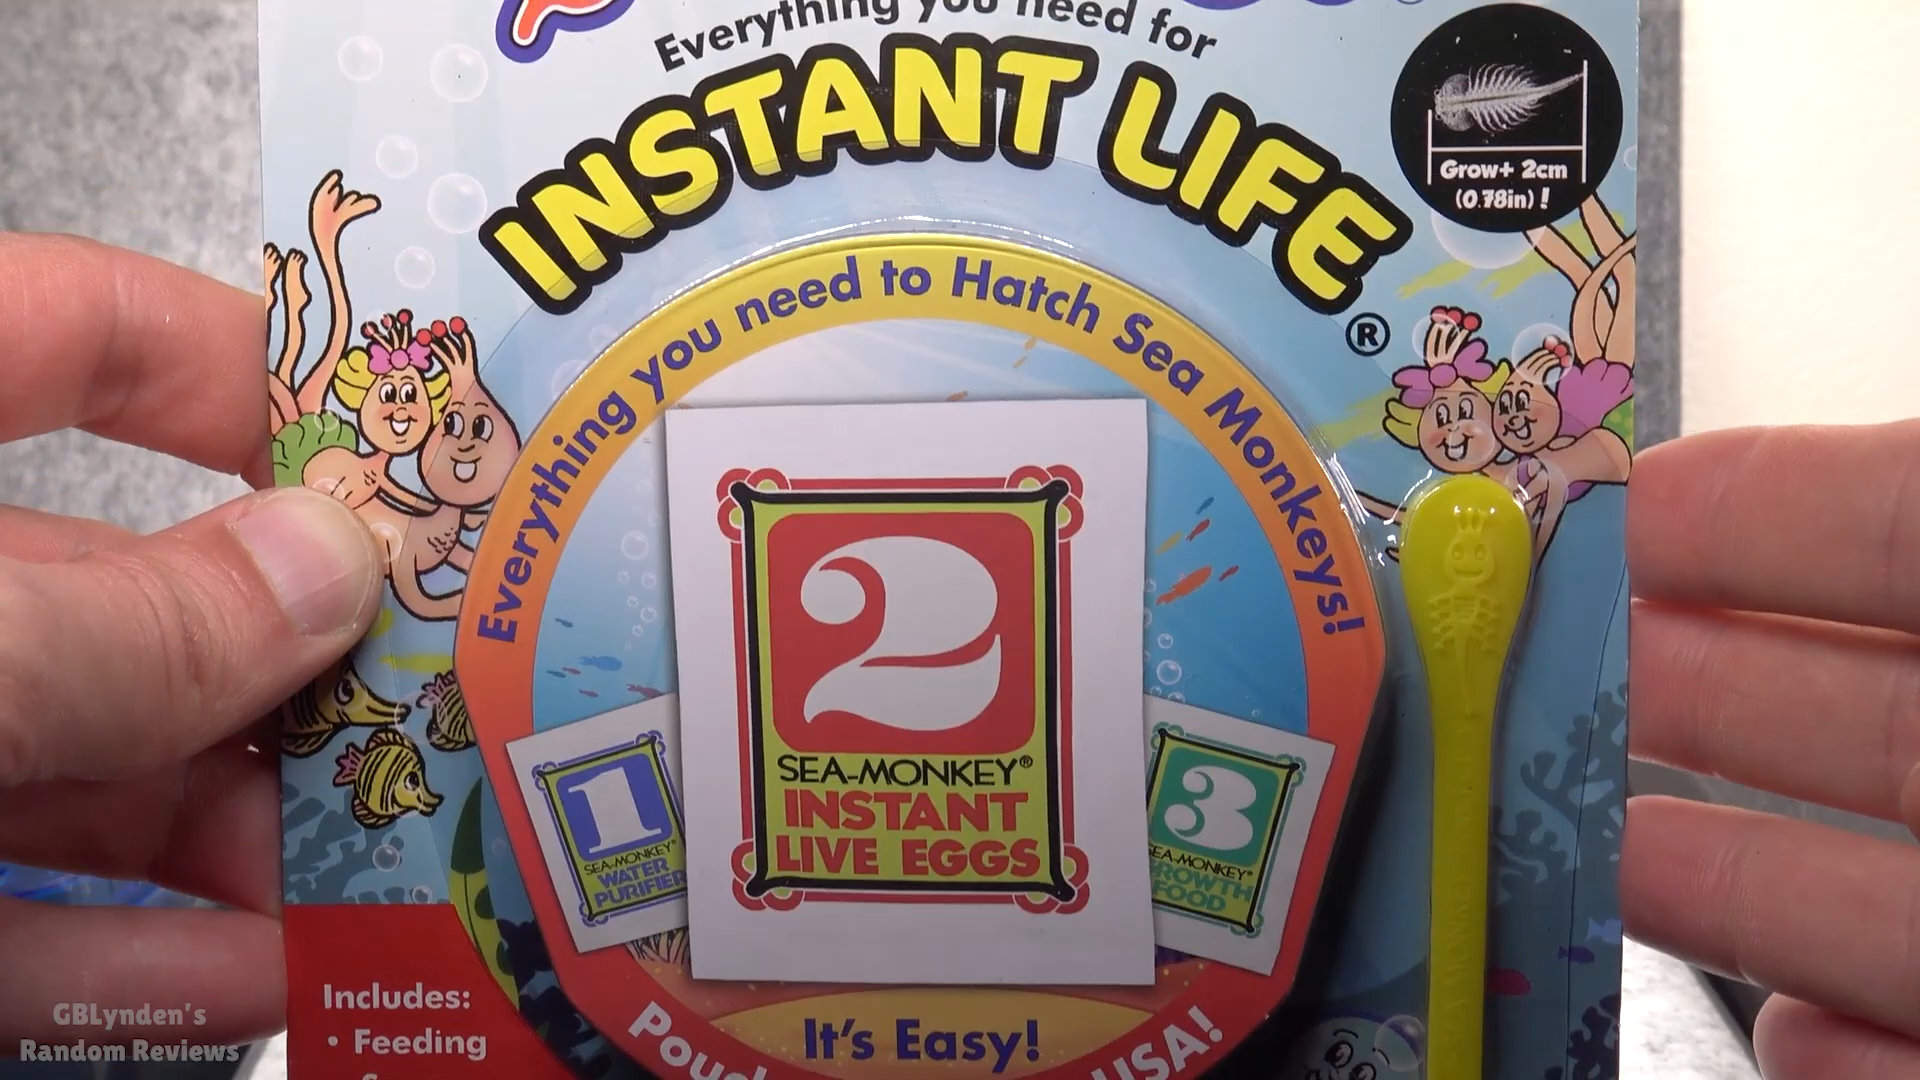 Everything you need for
INSTANT LIFE®
Grow+ 2cm
(0.78in)!
Everything you need to Hatch Sea Monkeys!
2
SEA-MONKEY®
INSTANT
LIVE EGGS
1
SEA-MONKEY®
WATER
PURIFIER
3
SEA-MONKEY®
GROWTH
FOOD
It's Easy!
USA!
Includes:
• Feeding
GBLynden's
Random Reviews